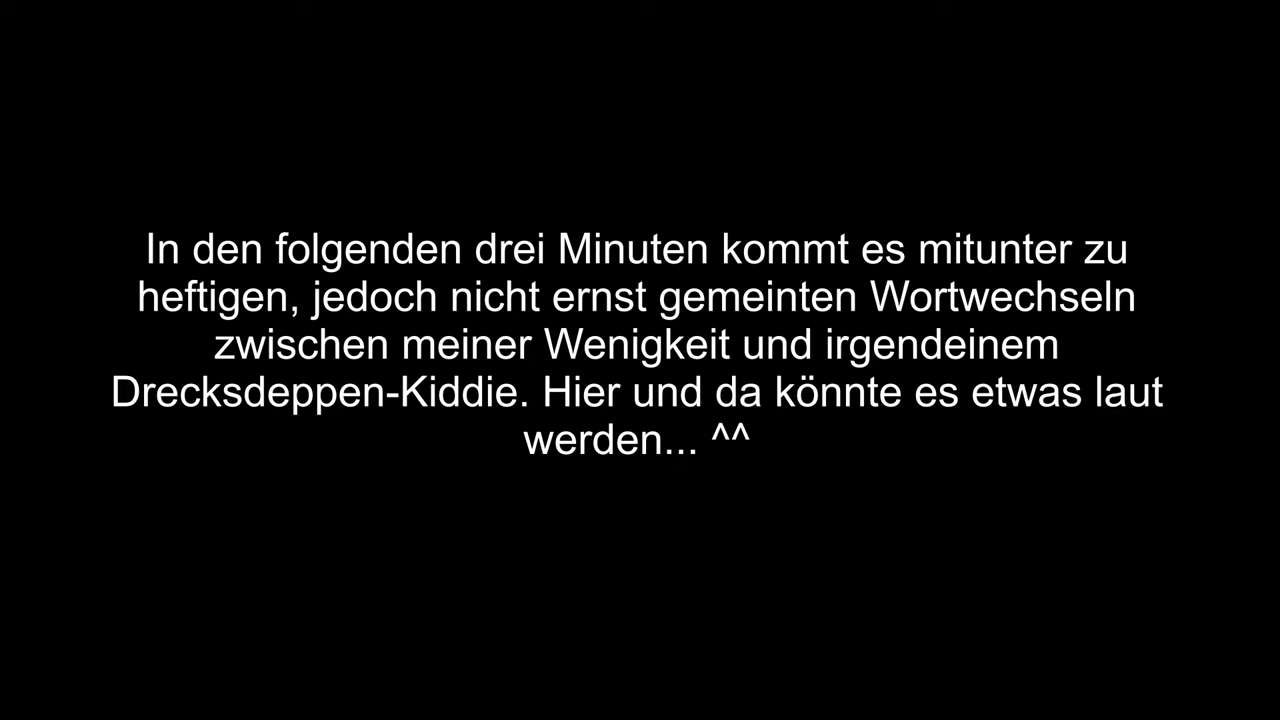 In den folgenden drei Minuten kommt es mitunter zu
heftigen, jedoch nicht ernst gemeinten Wortwechseln
zwischen meiner Wenigkeit und irgendeinem
Drecksdeppen-Kiddie. Hier und da könnte es etwas laut
werden... ^^